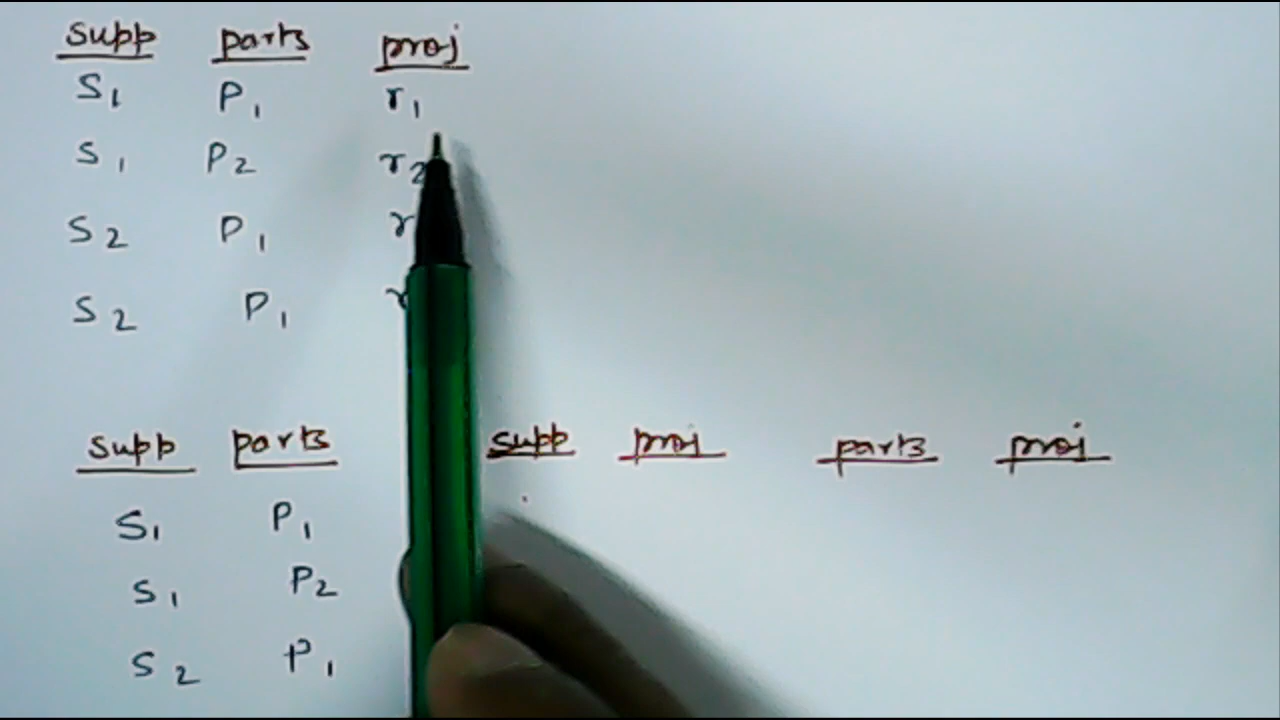 supp parts proj
S1 P1 r1
S1 P2 r2
S2 P1 r
S2 P1 r
supp parts supp proj parts proj
S1 P1
S1 P2
S2 P1